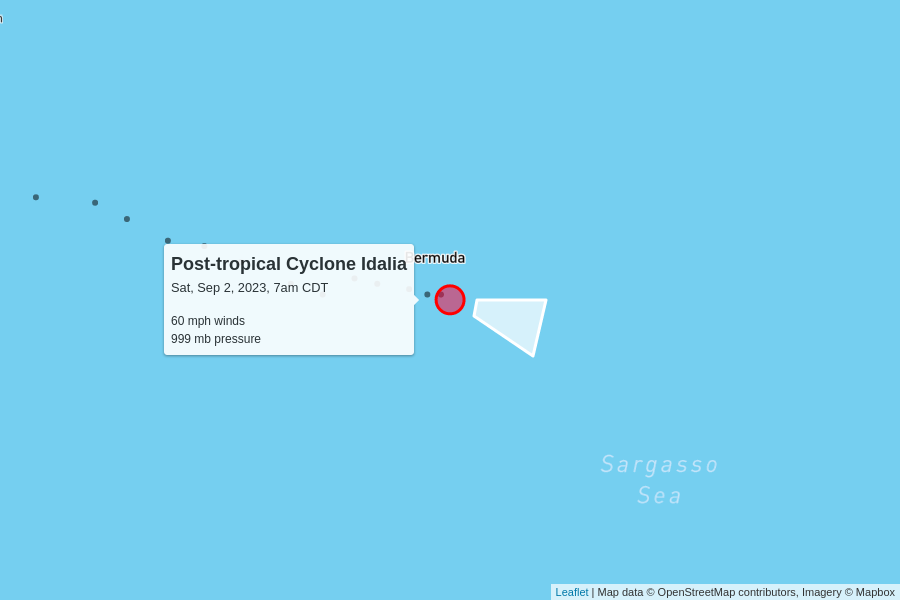 Bermuda
Post-tropical Cyclone Idalia
Sat, Sep 2, 2023, 7am CDT
60 mph winds
999 mb pressure
Sargasso
Sea
Leaflet | Map data © OpenStreetMap contributors, Imagery © Mapbox